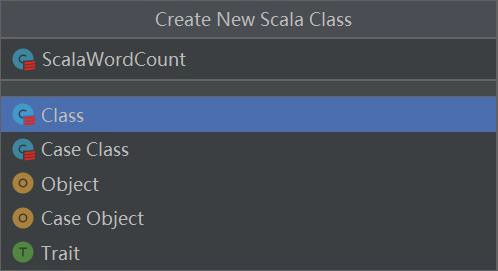 Create New Scala Class
ScalaWordCount
Class
Case Class
Object
Case Object
Trait